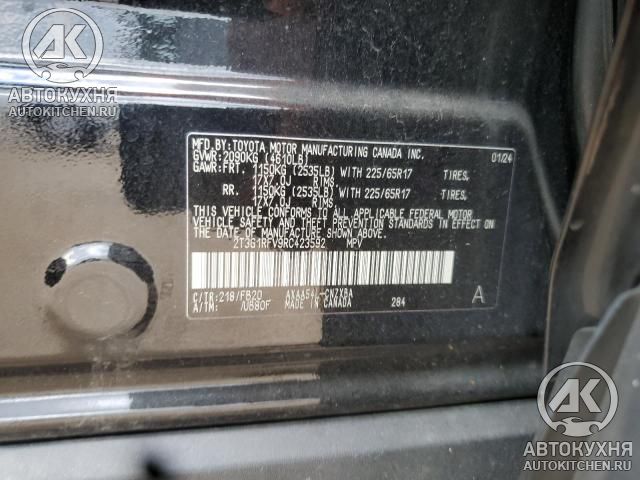 АК
АВТОКУХНЯ
AUTOKITCHEN.RU
MFD.BY:TOYOTA MOTOR MANUFACTURING CANADA INC.
GVWR:2090KG (4610LB) 01/24
GAWR:FRT. 1150KG (2535LB) WITH 225/65R17 TIRES,
17X7.0J RIMS
RR. 1150KG (2535LB) WITH 225/65R17 TIRES,
17X7.0J RIMS
THIS VEHICLE CONFORMS TO ALL APPLICABLE FEDERAL MOTOR
VEHICLE SAFETY AND THEFT PREVENTION STANDARDS IN EFFECT
ON THE DATE OF MANUFACTURE SHOWN ABOVE.
2T3G1RFV9RC423592 MPV
C/TR:218/FB20
A/TM: /UB80F MADE IN CANADA 284 A
АК
АВТОКУХНЯ
AUTOKITCHEN.RU